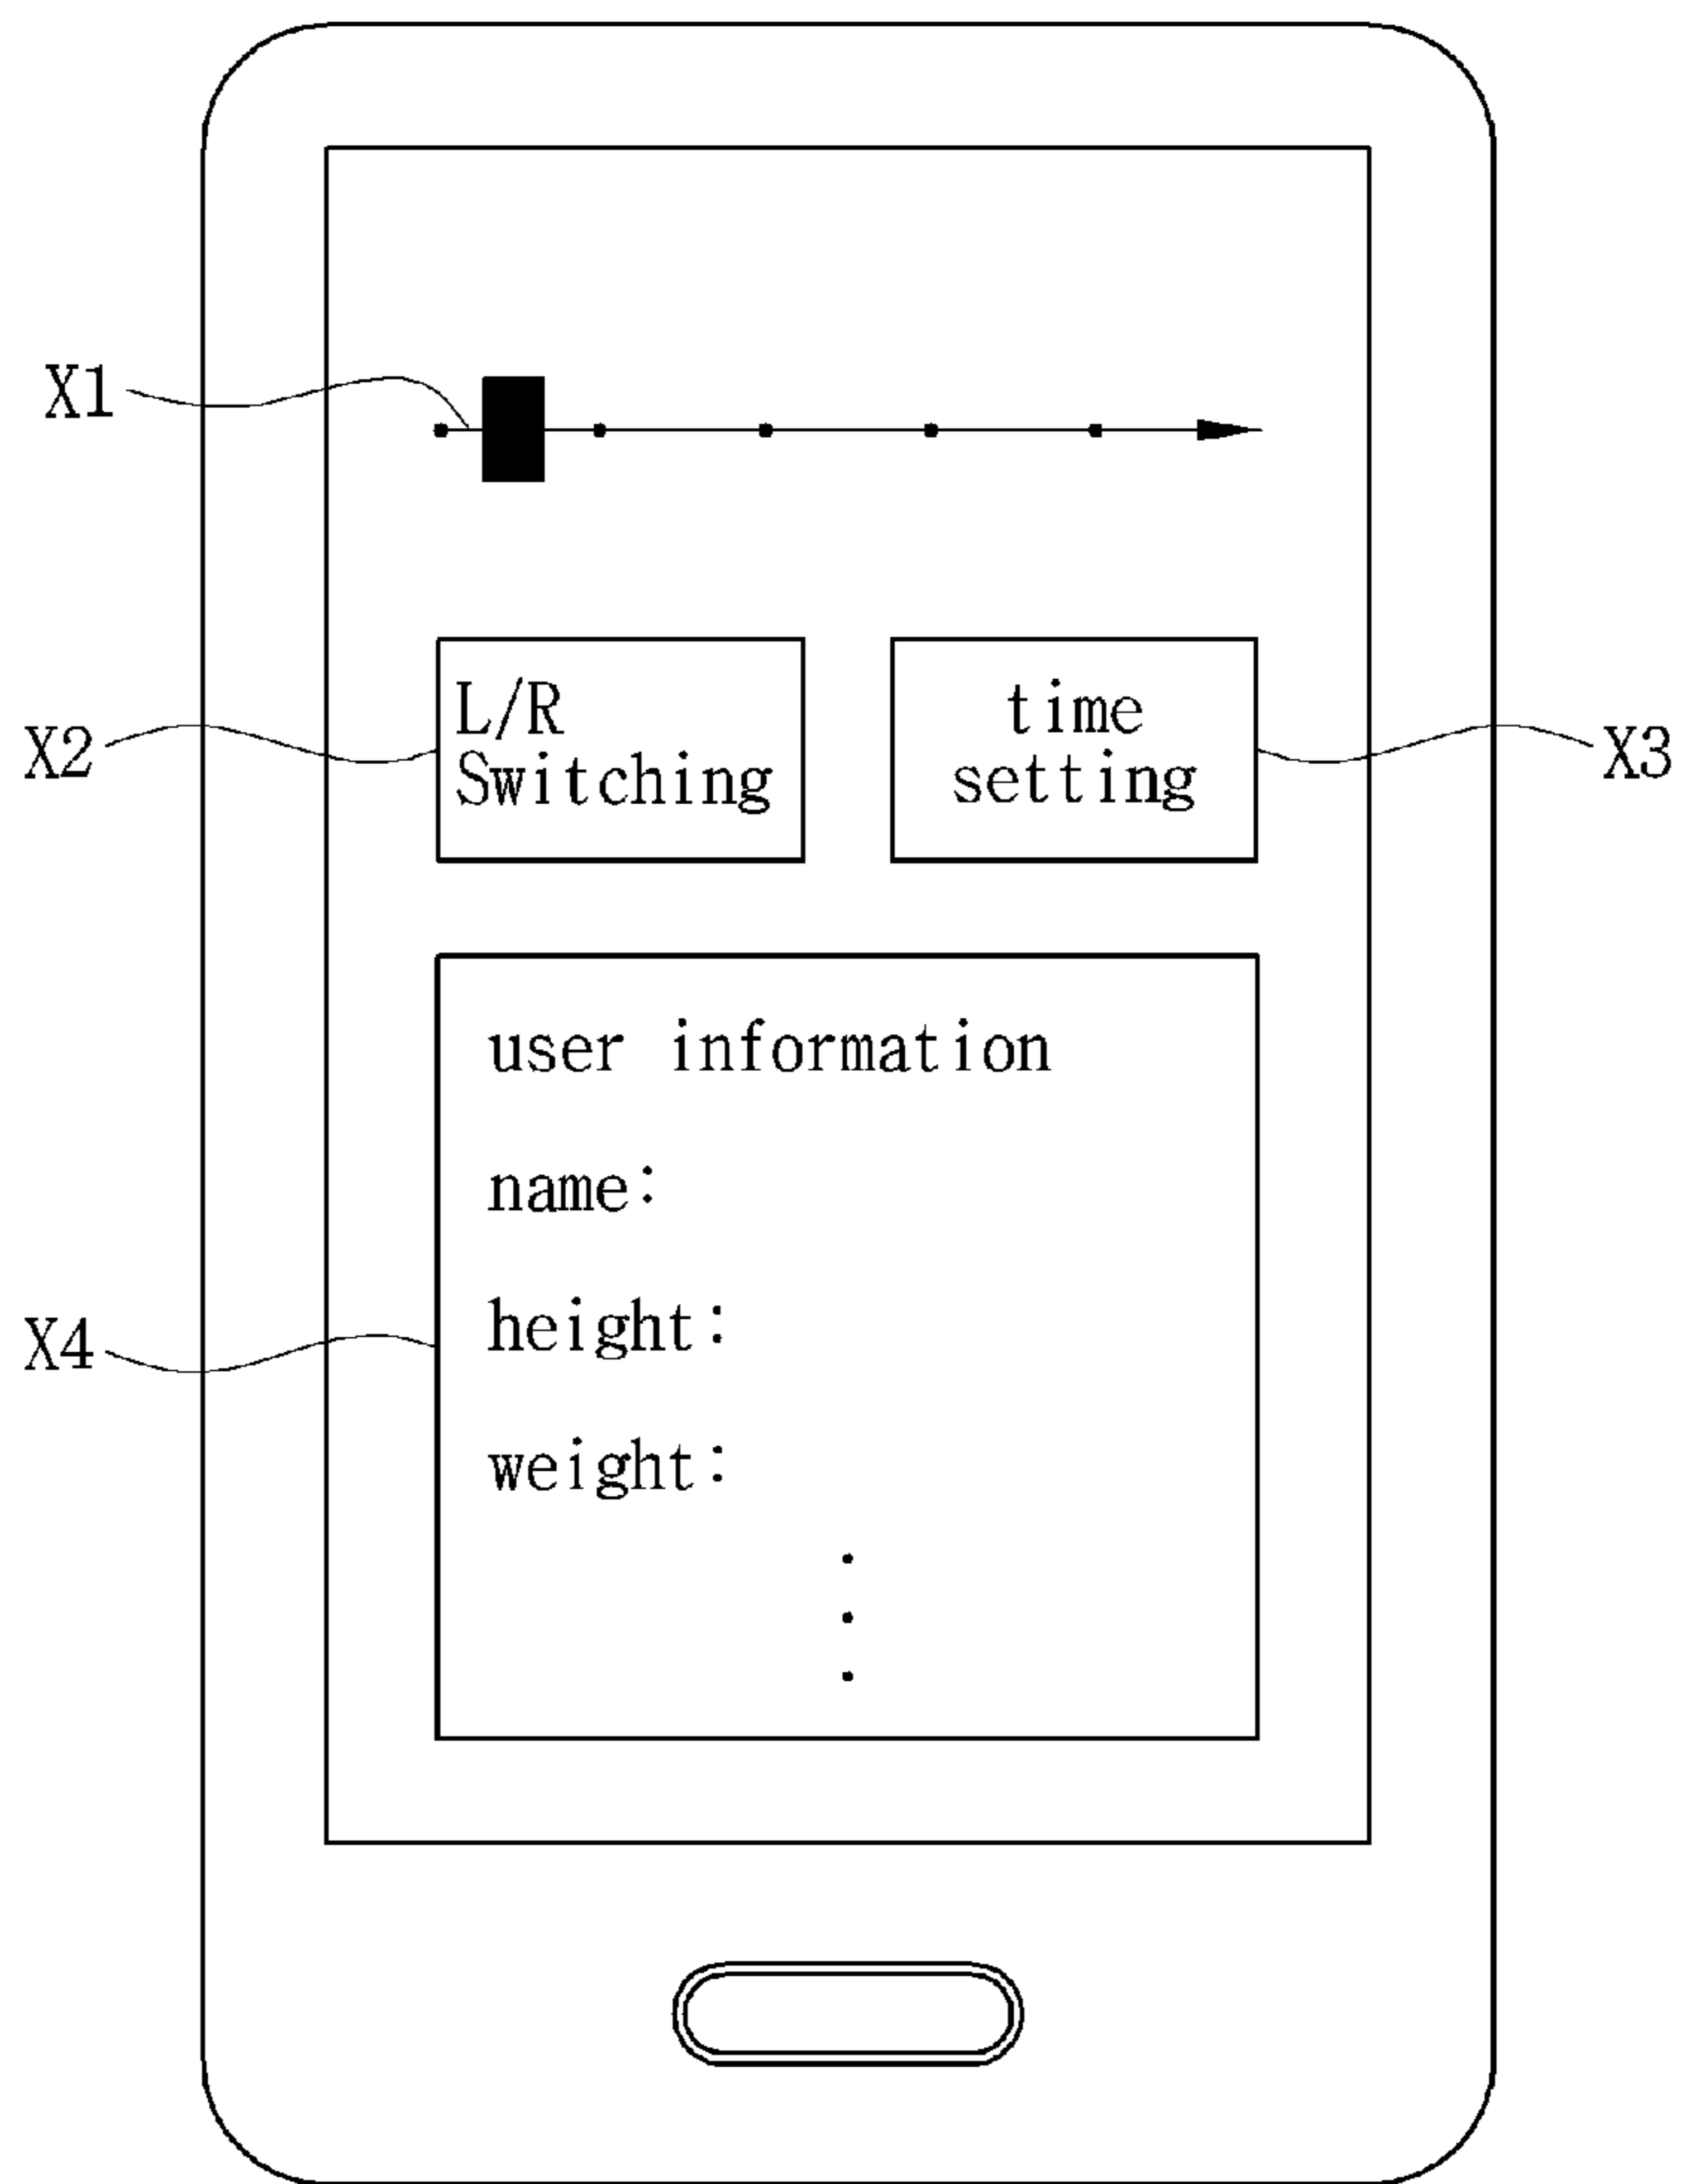 X1
L/R
Switching
X2
time
setting
X3
user information
name:
height:
X4
weight: